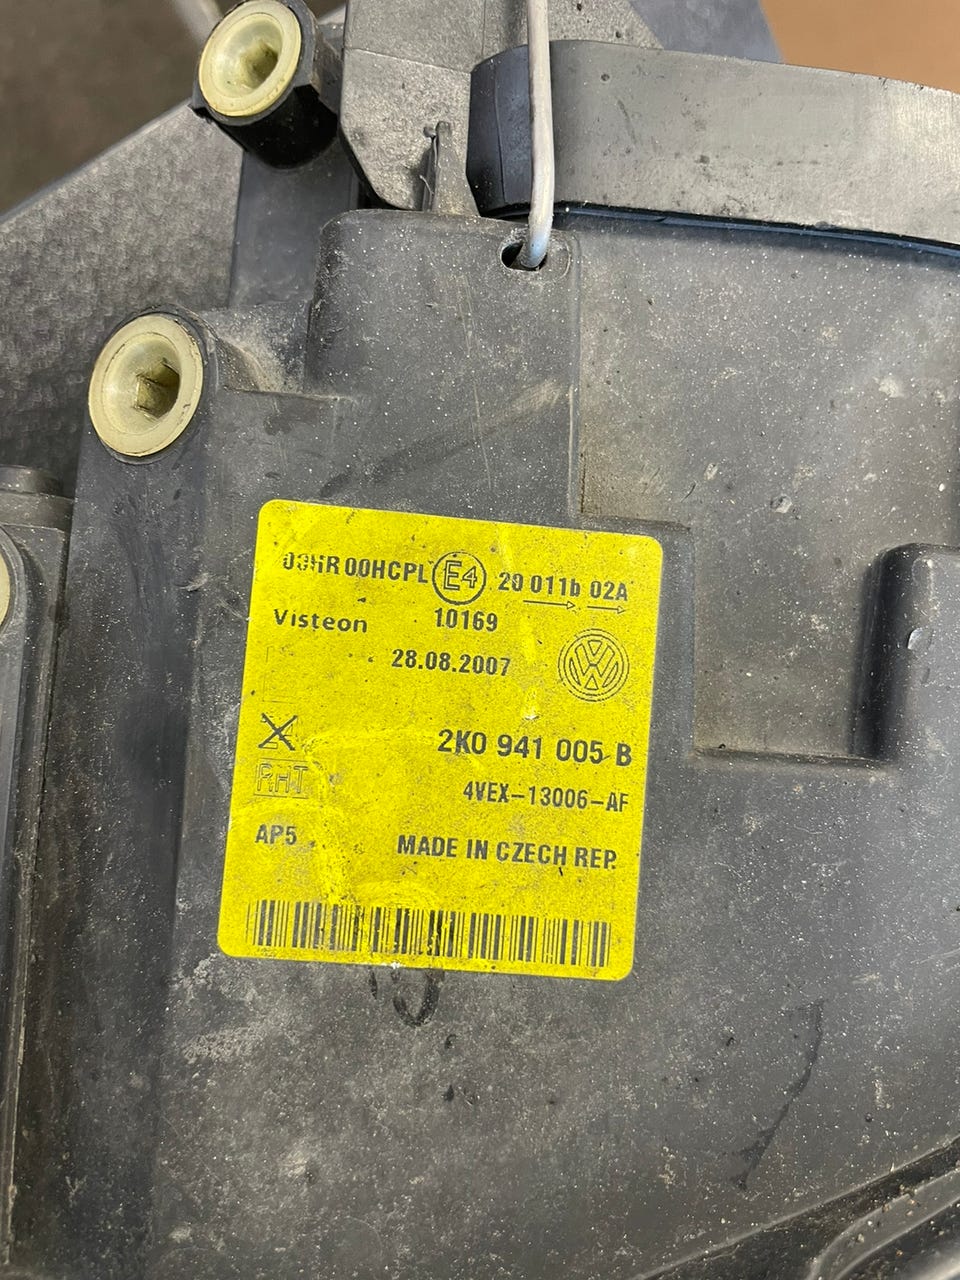 00HR 00HCPL E4 20 011b 02A
Visteon 10169
28.08.2007
2K0 941 005 B
P.H.T
4VEX-13006-AF
AP5 MADE IN CZECH REP.